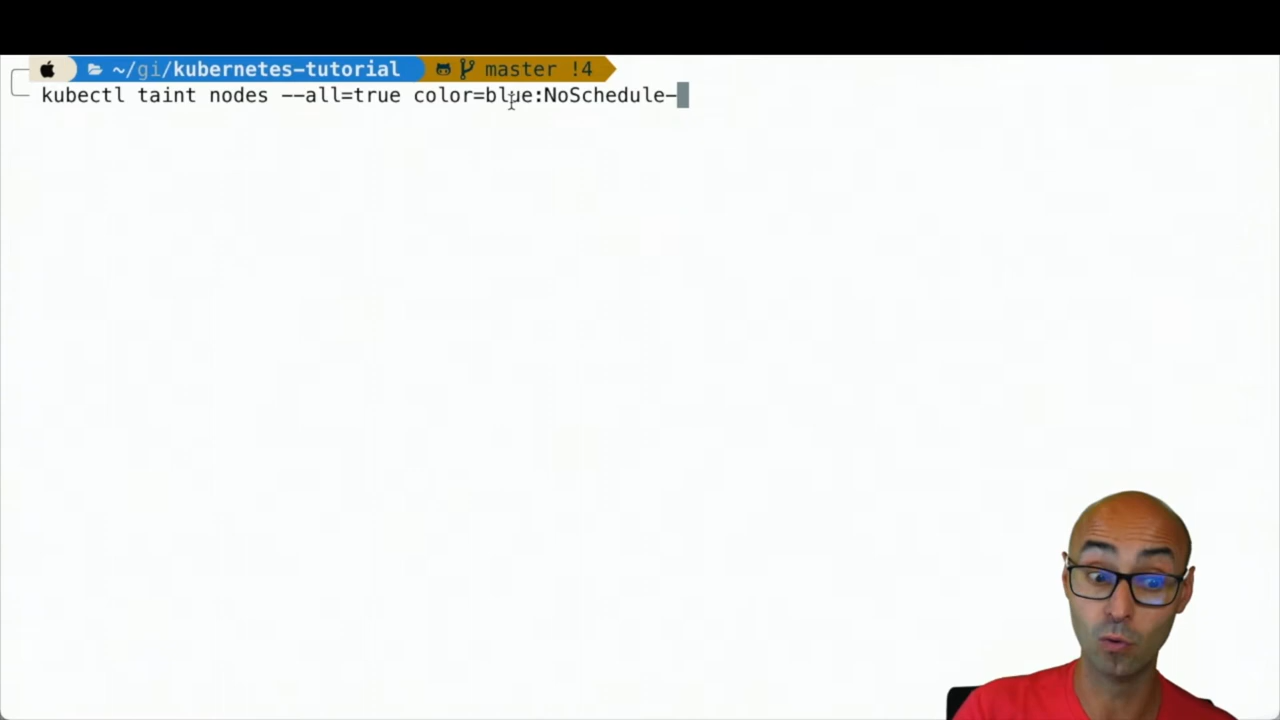 ~/gi/kubernetes-tutorial master !4
kubectl taint nodes --all=true color=blue:NoSchedule-